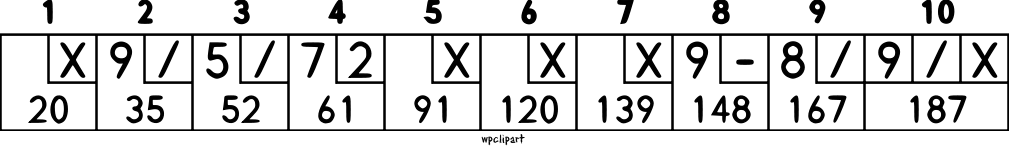 1 2 3 4 5 6 7 8 9 10
X 9 / 5 / 7 2 X X X 9 - 8 / 9 / X
20 35 52 61 91 120 139 148 167 187
wpclipart